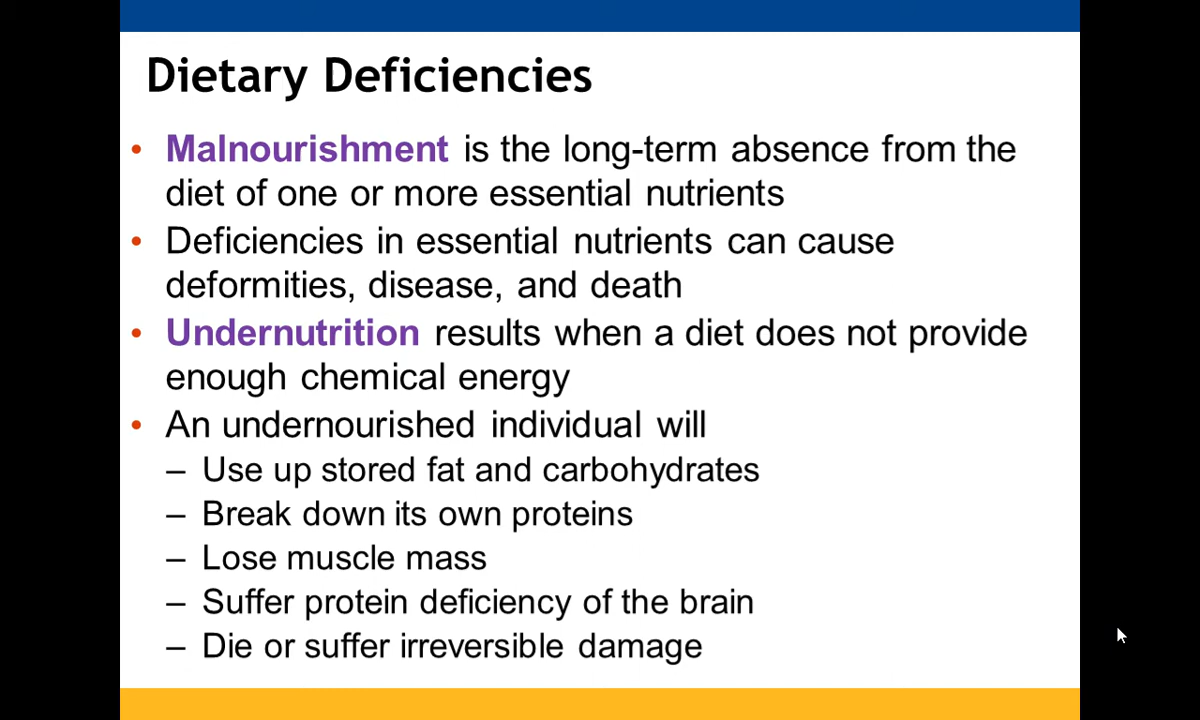 Dietary Deficiencies
• Malnourishment is the long-term absence from the
diet of one or more essential nutrients
• Deficiencies in essential nutrients can cause
deformities, disease, and death
• Undernutrition results when a diet does not provide
enough chemical energy
• An undernourished individual will
– Use up stored fat and carbohydrates
– Break down its own proteins
– Lose muscle mass
– Suffer protein deficiency of the brain
– Die or suffer irreversible damage